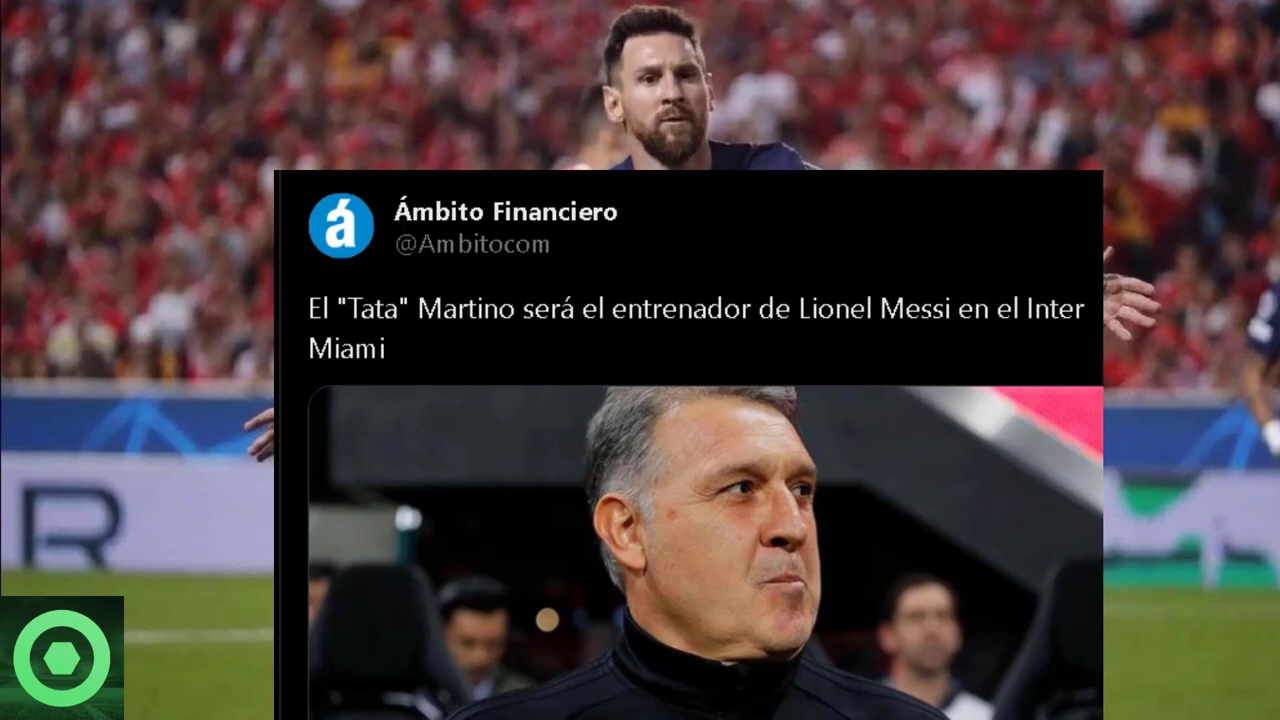 á
Ámbito Financiero
@Ambitocom
El "Tata" Martino será el entrenador de Lionel Messi en el Inter
Miami
R